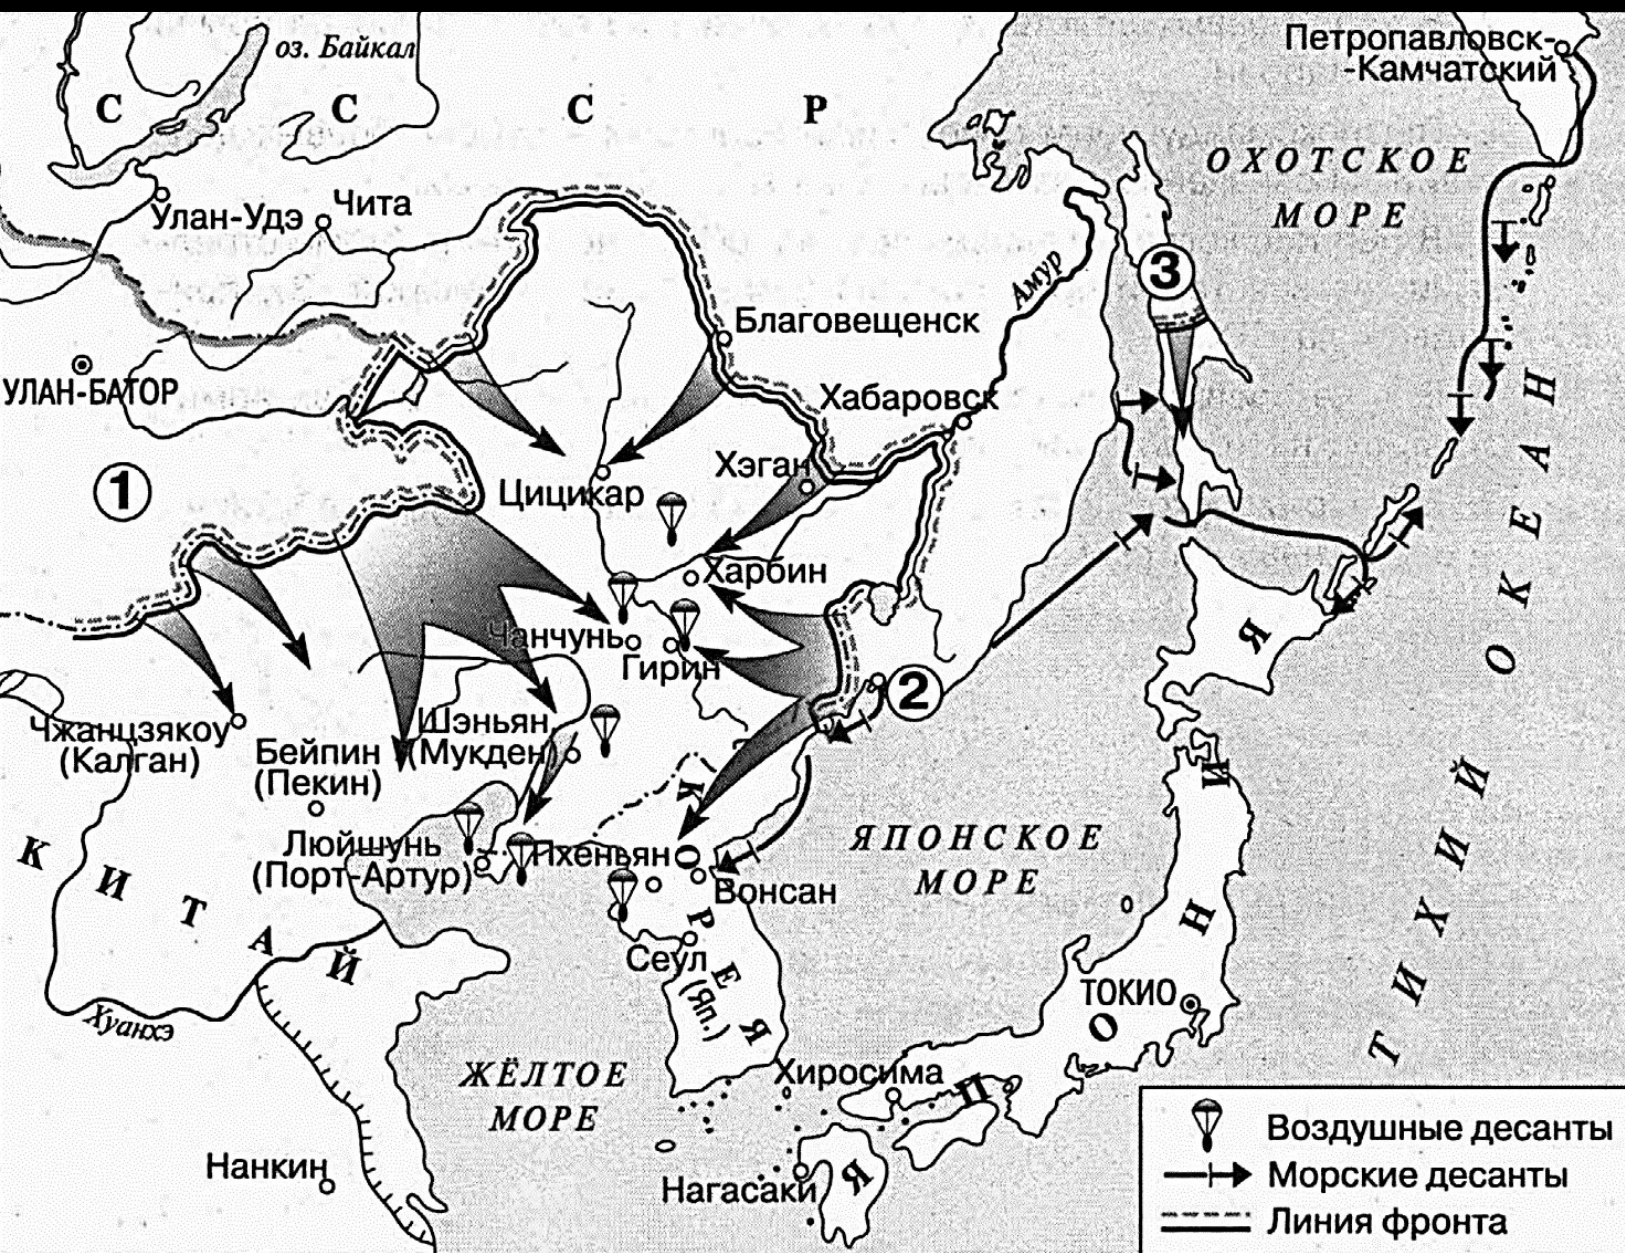 Петропавловск-
-Камчатский
оз. Байкал
С С С Р
ОХОТСКОЕ
МОРЕ
Улан-Удэ
Чита
3
Амур
Благовещенск
УЛАН-БАТОР
Хабаровск
1
Хэган
Цицикар
Харбин
Чанчунь
Гирин
2
Чжанцзякоу
(Калган)
Шэньян
(Мукден)
Бейпин
(Пекин)
Люйшунь
(Порт-Артур)
Пхеньян
Вонсан
ЯПОНСКОЕ
МОРЕ
КИТАЙ
КОРЕЯ
(Яп.)
Сеул
ТОКИО
ЯПОНИЯ
ТИХИЙ ОКЕАН
Хуанхэ
ЖЁЛТОЕ
МОРЕ
Хиросима
Нанкин
Нагасаки
Воздушные десанты
Морские десанты
Линия фронта